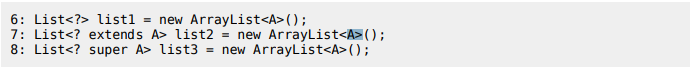 6: List<?> list1 = new ArrayList<A>();
7: List<? extends A> list2 = new ArrayList<A>();
8: List<? super A> list3 = new ArrayList<A>();